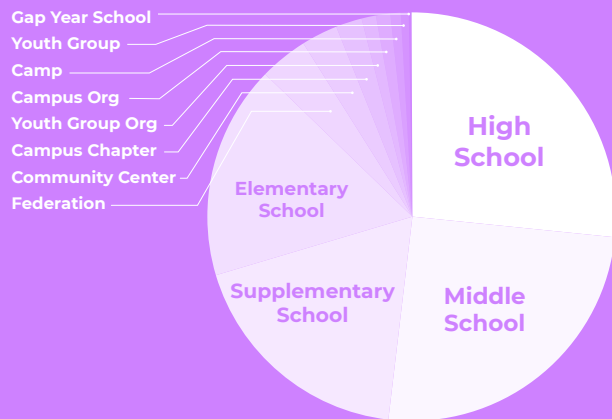 Gap Year School
Youth Group
Camp
Campus Org
Youth Group Org
Campus Chapter
Community Center
Federation
High
School
Elementary
School
Supplementary
School
Middle
School